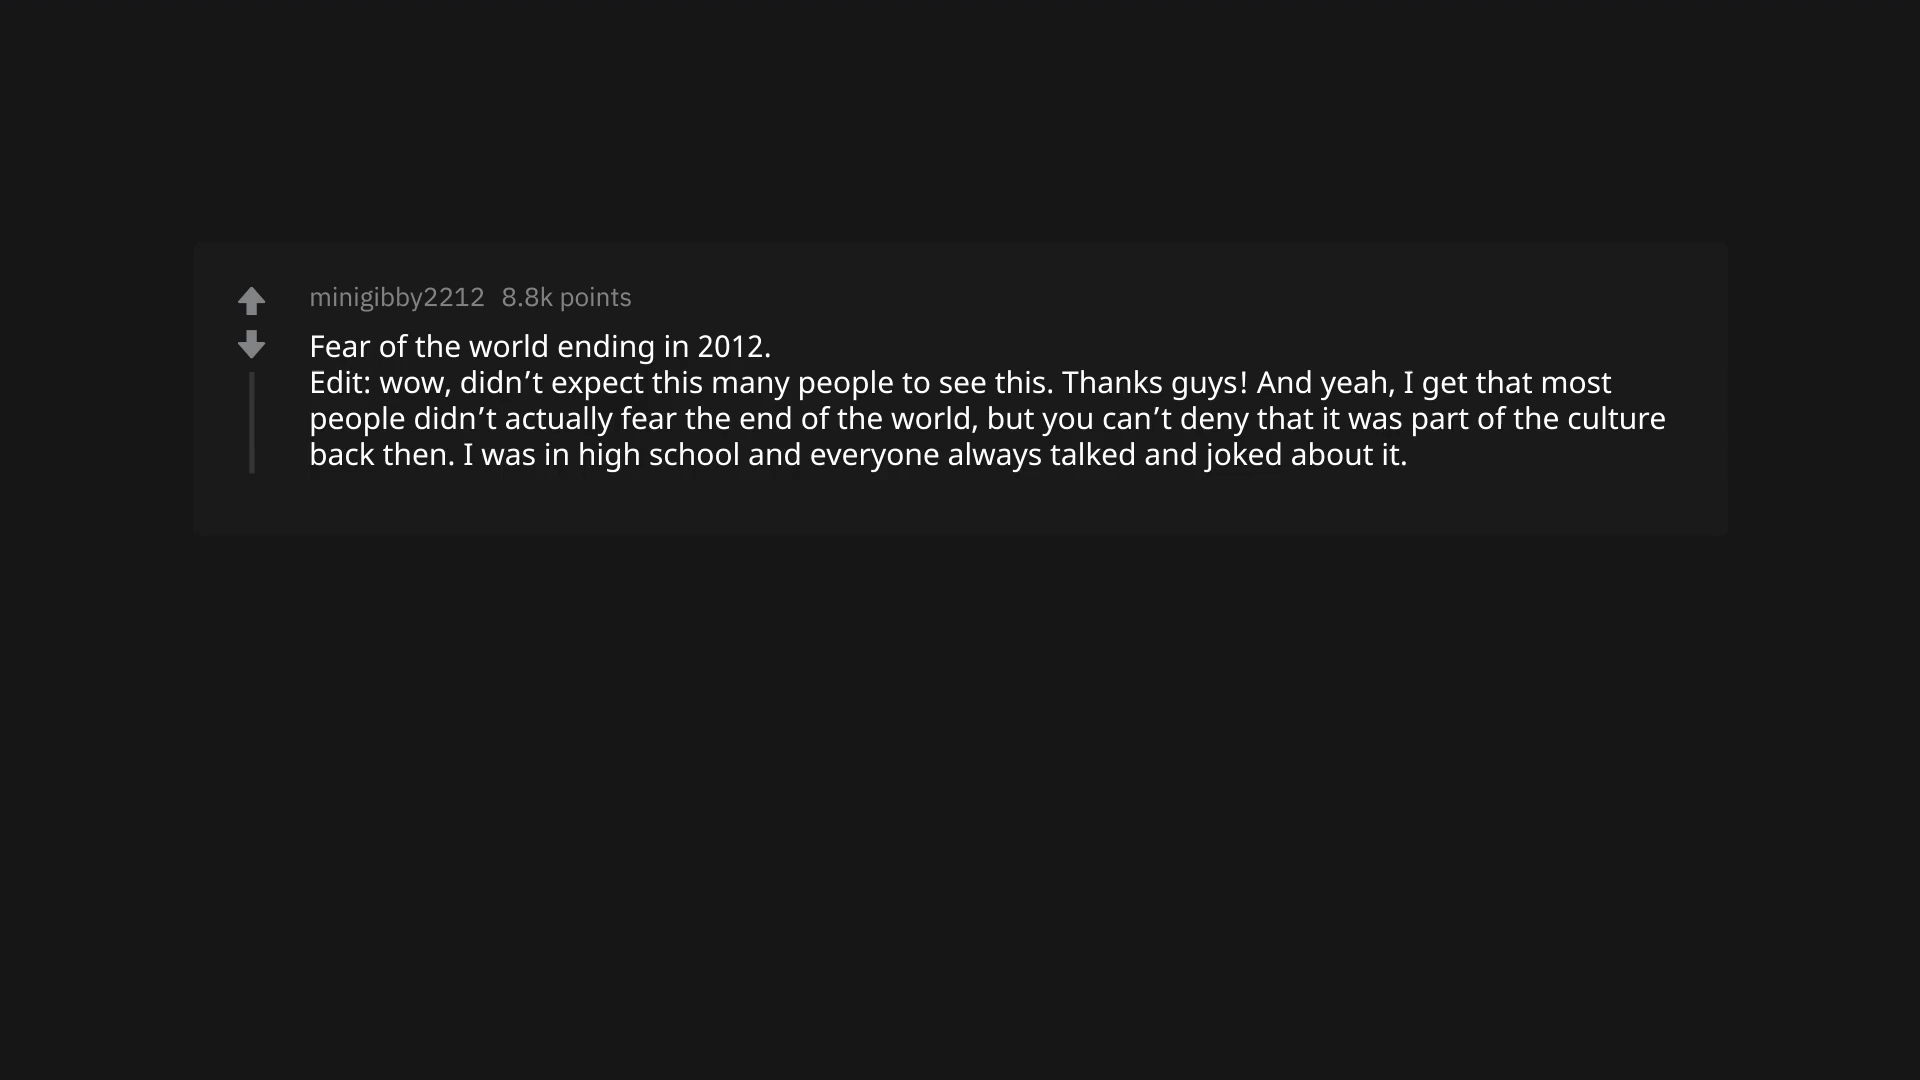 minigibby2212 8.8k points
Fear of the world ending in 2012.
Edit: wow, didn’t expect this many people to see this. Thanks guys! And yeah, I get that most
people didn’t actually fear the end of the world, but you can’t deny that it was part of the culture
back then. I was in high school and everyone always talked and joked about it.